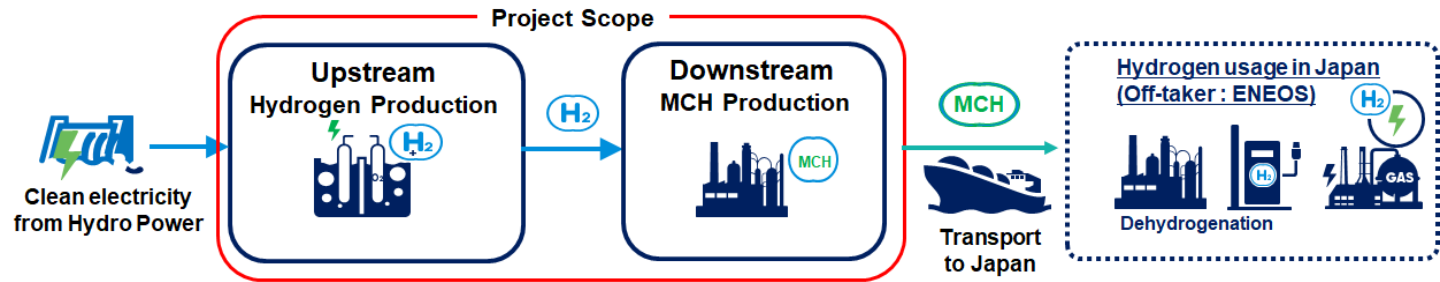 Project Scope
Clean electricity
from Hydro Power
Upstream
Hydrogen Production
H₂
+
O₂
H₂
Downstream
MCH Production
MCH
MCH
Transport
to Japan
Hydrogen usage in Japan
(Off-taker : ENEOS)
H₂
H₂
GAS
Dehydrogenation